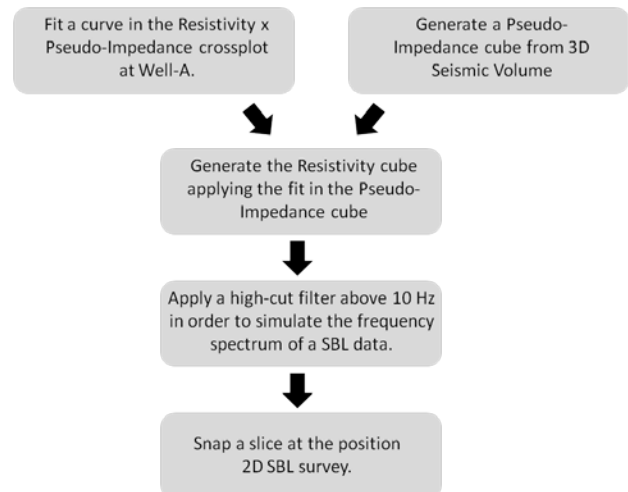 Fit a curve in the Resistivity x
Pseudo-Impedance crossplot
at Well-A.
Generate a Pseudo-
Impedance cube from 3D
Seismic Volume
Generate the Resistivity cube
applying the fit in the Pseudo-
Impedance cube
Apply a high-cut filter above 10 Hz
in order to simulate the frequency
spectrum of a SBL data.
Snap a slice at the position
2D SBL survey.